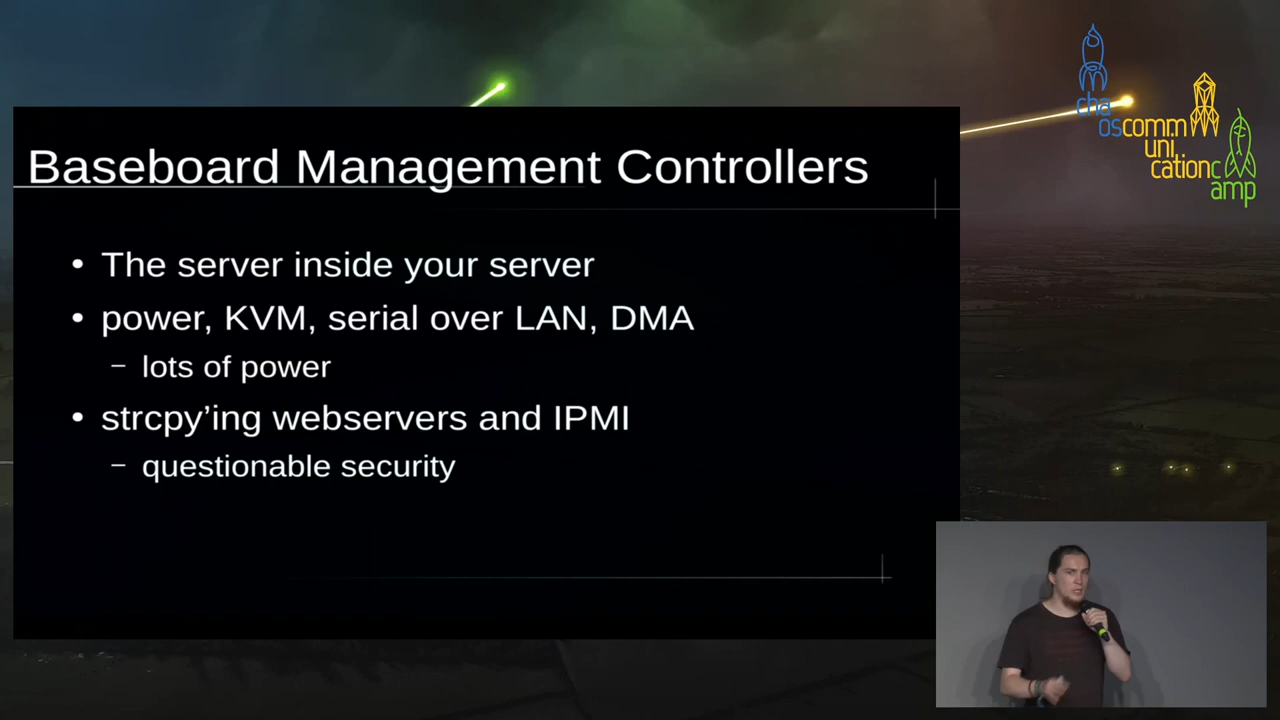 Baseboard Management Controllers
• The server inside your server
• power, KVM, serial over LAN, DMA
– lots of power
• strcpy’ing webservers and IPMI
– questionable security
cha
oscomm
uni
cationc
amp